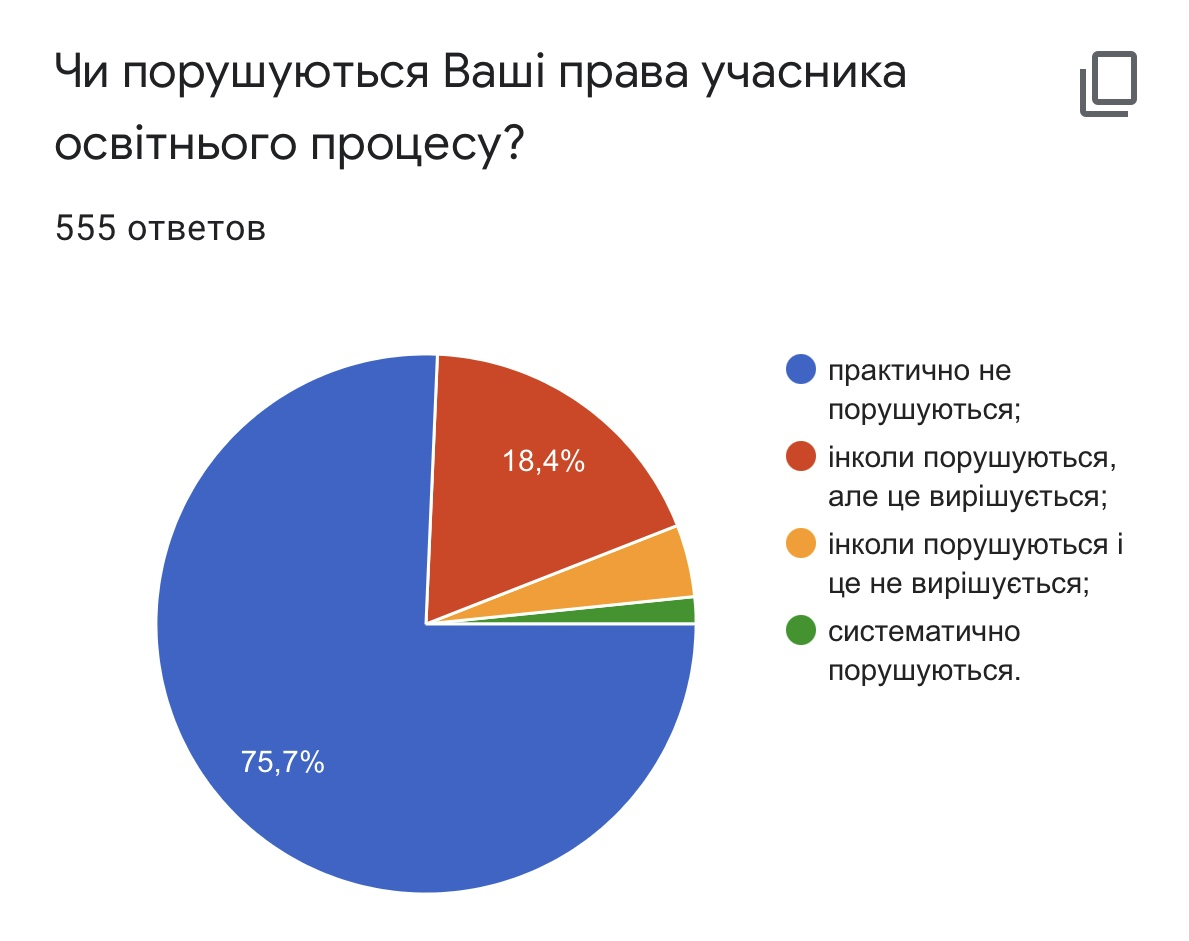 Чи порушуються Ваші права учасника
освітнього процесу?
555 ответов
18,4%
75,7%
практично не
порушуються;
інколи порушуються,
але це вирішується;
інколи порушуються і
це не вирішується;
систематично
порушуються.